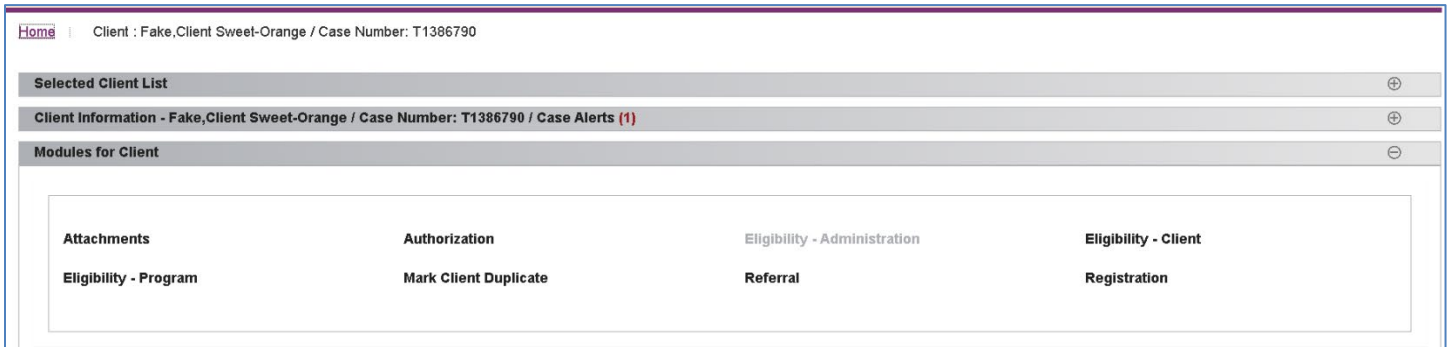 Home | Client : Fake,Client Sweet-Orange / Case Number: T1386790
Selected Client List
Client Information - Fake,Client Sweet-Orange / Case Number: T1386790 / Case Alerts (1)
Modules for Client
Attachments Authorization Eligibility - Administration Eligibility - Client
Eligibility - Program Mark Client Duplicate Referral Registration